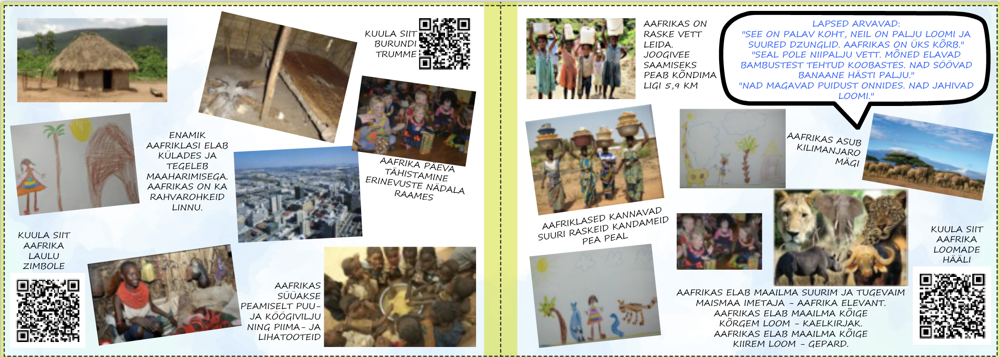 KUULA SIIT
BURUNDI
TRUMME
ENAMIK
AAFRIKLASI ELAB
KÜLADES JA
TEGELEB
MAAHARIMISEGA.
AAFRIKAS ON KA
RAHVAROHKEID
LINNU.
AAFRIKA PÄEVA
TÄHISTAMINE
ERINEVUSTE NÄDALA
RAAMES
KUULA SIIT
AAFRIKA
LAULU
ZIMBOLE
AAFRIKAS
SÜÜAKSE
PEAMISELT PUU-
JA KÖÖGIVILJU
NING PIIMA- JA
LIHATOOTEID
AAFRIKAS ON
RASKE VETT
LEIDA.
JOOGIVEE
SAAMISEKS
PEAB KÕNDIMA
LIGI 5,9 KM
LAPSED ARVAVAD:
"SEE ON PALAV KOHT, NEIL ON PALJU LOOMI JA
SUURED DZUNGLID. AAFRIKAS ON ÜKS KÕRB."
"SEAL POLE NIIPALJU VETT. MÕNED ELAVAD
BAMBUSTEST TEHTUD KOOBASTES. NAD SÖÖVAD
BANAANE HÄSTI PALJU."
"NAD MAGAVAD PUIDUST ONNIDES. NAD JAHIVAD
LOOMI."
AAFRIKAS ASUB
KILIMANJARO
MÄGI
AAFRIKLASED KANNAVAD
SUURI RASKEID KANDAMEID
PEA PEAL
KUULA SIIT
AAFRIKA
LOOMADE
HÄÄLI
AAFRIKAS ELAB MAAILMA SUURIM JA TUGEVAIM
MAISMAA IMETAJA - AAFRIKA ELEVANT.
AAFRIKAS ELAB MAAILMA KÕIGE
KÕRGEM LOOM - KAELKIRJAK.
AAFRIKAS ELAB MAAILMA KÕIGE
KIIREM LOOM - GEPARD.